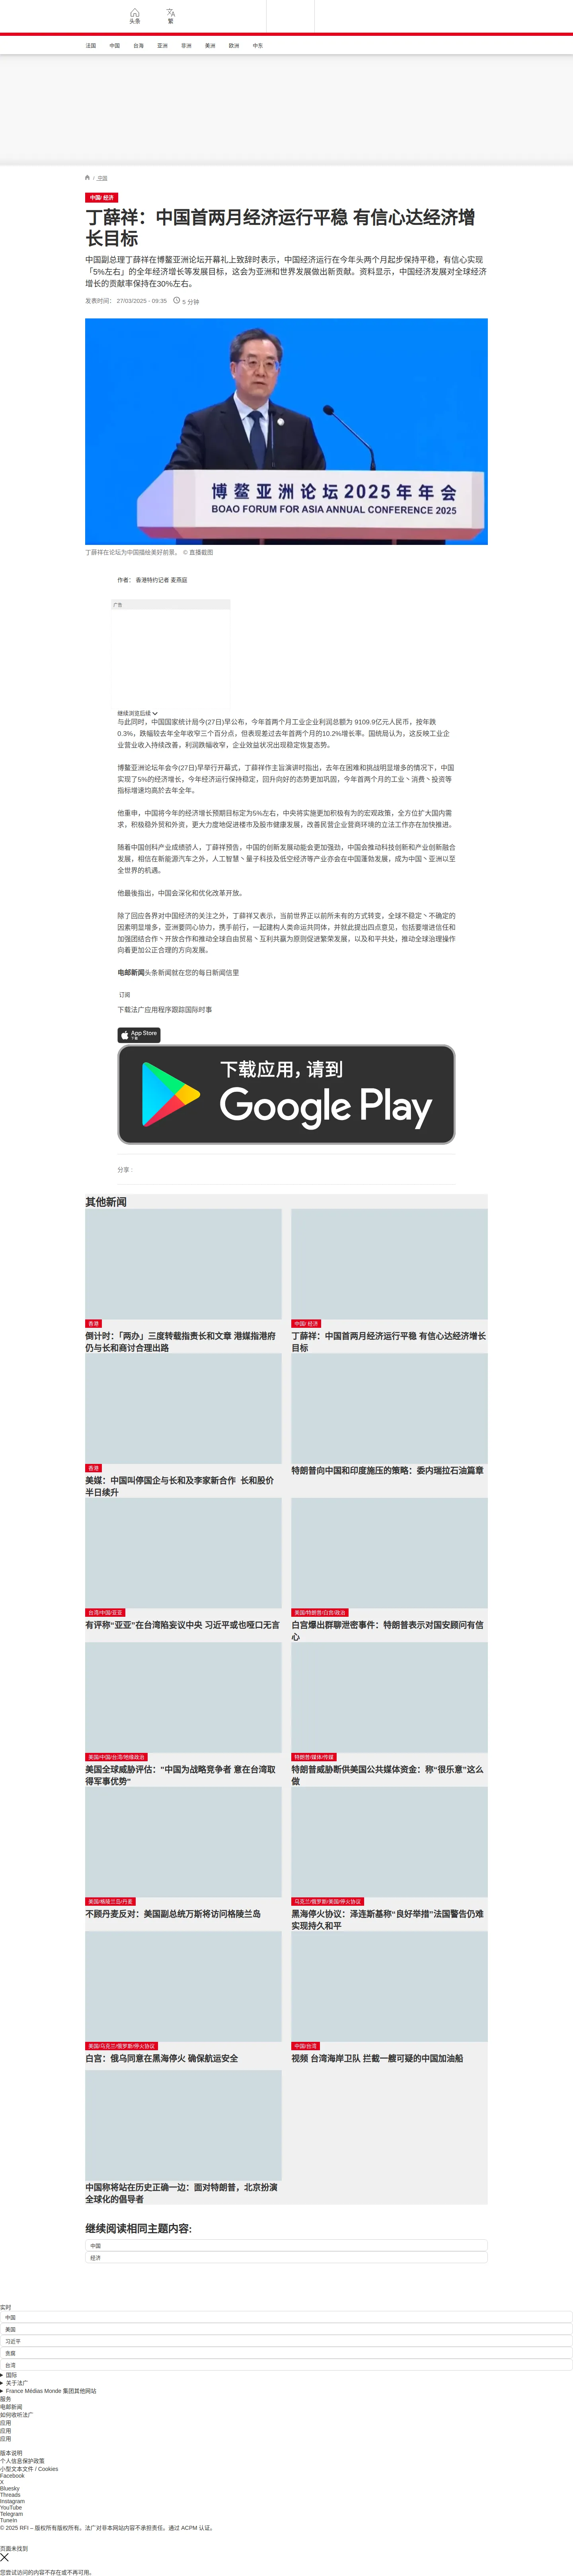 头条
繁
法国
中国
台海
亚洲
非洲
美洲
欧洲
中东
/ 中国
中国/ 经济
丁薛祥：中国首两月经济运行平稳 有信心达经济增
长目标
中国副总理丁薛祥在博鳌亚洲论坛开幕礼上致辞时表示，中国经济运行在今年头两个月起步保持平稳，有信心实现
「5%左右」的全年经济增长等发展目标，这会为亚洲和世界发展做出新贡献。资料显示，中国经济发展对全球经济
增长的贡献率保持在30%左右。
发表时间： 27/03/2025 - 09:35
5 分钟
博鳌亚洲论坛2025年年会
BOAO FORUM FOR ASIA ANNUAL CONFERENCE 2025
丁薛祥在论坛为中国描绘美好前景。 © 直播截图
作者： 香港特约记者 麦燕庭
广告
继续浏览后续
与此同时，中国国家统计局今(27日)早公布，今年首两个月工业企业利润总额为 9109.9亿元人民币，按年跌
0.3%，跌幅较去年全年收窄三个百分点，但表现差过去年首两个月的10.2%增长率。国统局认为，这反映工业企
业营业收入持续改善，利润跌幅收窄，企业效益状况出现稳定恢复态势。
博鳌亚洲论坛年会今(27日)早举行开幕式，丁薛祥作主旨演讲时指出，去年在困难和挑战明显增多的情况下，中国
实现了5%的经济增长，今年经济运行保持稳定，回升向好的态势更加巩固，今年首两个月的工业丶消费丶投资等
指标增速均高於去年全年。
他重申，中国将今年的经济增长预期目标定为5%左右，中央将实施更加积极有为的宏观政策，全方位扩大国内需
求，积极稳外贸和外资，更大力度地促进楼市及股市健康发展，改善民营企业营商环境的立法工作亦在加快推进。
随着中国创科产业成绩骄人，丁薛祥预告，中国的创新发展动能会更加强劲，中国会推动科技创新和产业创新融合
发展，相信在新能源汽车之外，人工智慧丶量子科技及低空经济等产业亦会在中国蓬勃发展，成为中国丶亚洲以至
全世界的机遇。
他最後指出，中国会深化和优化改革开放。
除了回应各界对中国经济的关注之外，丁薛祥又表示，当前世界正以前所未有的方式转变，全球不稳定丶不确定的
因素明显增多，亚洲要同心协力，携手前行，一起建构人类命运共同体，并就此提出四点意见，包括要增进信任和
加强团结合作丶开放合作和推动全球自由贸易丶互利共赢为原则促进繁荣发展，以及和平共处，推动全球治理操作
向着更加公正合理的方向发展。
电邮新闻头条新闻就在您的每日新闻信里
订阅
下载法广应用程序跟踪国际时事
App Store
下载
下载应用，请到
Google Play
分享 :
其他新闻
香港
倒计时:「两办」三度转载指责长和文章 港媒指港府
仍与长和商讨合理出路
中国/ 经济
丁薛祥：中国首两月经济运行平稳 有信心达经济增长
目标
香港
美媒：中国叫停国企与长和及李家新合作 长和股价
半日续升
特朗普向中国和印度施压的策略：委内瑞拉石油篇章
台湾/中国/亚亚
有评称“亚亚”在台湾陷妄议中央 习近平或也哑口无言
美国/特朗普/白宫/政治
白宫爆出群聊泄密事件：特朗普表示对国安顾问有信
心
美国/中国/台湾/地缘政治
美国全球威胁评估："中国为战略竞争者 意在台湾取
得军事优势"
特朗普/媒体/传媒
特朗普威胁断供美国公共媒体资金：称“很乐意”这么
做
美国/格陵兰岛/丹麦
不顾丹麦反对：美国副总统万斯将访问格陵兰岛
乌克兰/俄罗斯/美国/停火协议
黑海停火协议：泽连斯基称“良好举措”法国警告仍难
实现持久和平
美国/乌克兰/俄罗斯/停火协议
白宫：俄乌同意在黑海停火 确保航运安全
中国/台湾
视频 台湾海岸卫队 拦截一艘可疑的中国加油船
中国称将站在历史正确一边：面对特朗普，北京扮演
全球化的倡导者
继续阅读相同主题内容:
中国
经济
实时
中国
美国
习近平
贪腐
台湾
国际
关于法广
France Médias Monde 集团其他网站
服务
电邮新闻
如何收听法广
应用
应用
应用
版本说明
个人信息保护政策
小型文本文件 / Cookies
Facebook
X
Bluesky
Threads
Instagram
YouTube
Telegram
TuneIn
© 2025 RFI – 版权所有版权所有。法广对非本网站内容不承担责任。通过 ACPM 认证。
页面未找到
您尝试访问的内容不存在或不再可用。